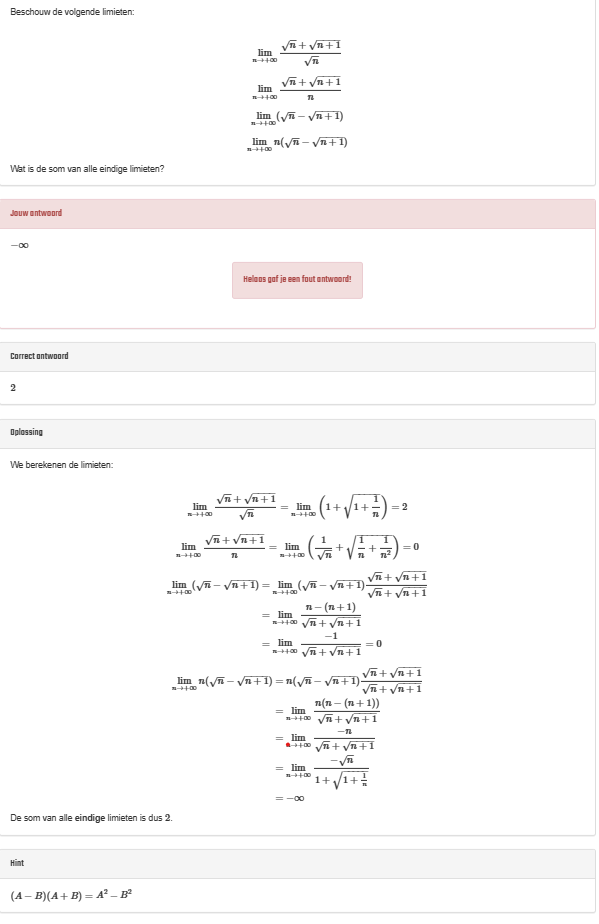 Beschouw de volgende limieten:
$\lim_{n \to +\infty} \frac{\sqrt{n} + \sqrt{n+1}}{\sqrt{n}}$
$\lim_{n \to +\infty} \frac{\sqrt{n} + \sqrt{n+1}}{n}$
$\lim_{n \to +\infty} (\sqrt{n} - \sqrt{n+1})$
$\lim_{n \to +\infty} n(\sqrt{n} - \sqrt{n+1})$
Wat is de som van alle eindige limieten?
Jouw antwoord
$-\infty$
Helaas gaf je een fout antwoord!
Correct antwoord
2
Oplossing
We berekenen de limieten:
$\lim_{n \to +\infty} \frac{\sqrt{n} + \sqrt{n+1}}{\sqrt{n}} = \lim_{n \to +\infty} \left(1 + \sqrt{1 + \frac{1}{n}}\right) = 2$
$\lim_{n \to +\infty} \frac{\sqrt{n} + \sqrt{n+1}}{n} = \lim_{n \to +\infty} \left(\frac{1}{\sqrt{n}} + \sqrt{\frac{1}{n} + \frac{1}{n^2}}\right) = 0$
$\lim_{n \to +\infty} (\sqrt{n} - \sqrt{n+1}) = \lim_{n \to +\infty} (\sqrt{n} - \sqrt{n+1}) \frac{\sqrt{n} + \sqrt{n+1}}{\sqrt{n} + \sqrt{n+1}}$
$= \lim_{n \to +\infty} \frac{n - (n+1)}{\sqrt{n} + \sqrt{n+1}}$
$= \lim_{n \to +\infty} \frac{-1}{\sqrt{n} + \sqrt{n+1}} = 0$
$\lim_{n \to +\infty} n(\sqrt{n} - \sqrt{n+1}) = n(\sqrt{n} - \sqrt{n+1}) \frac{\sqrt{n} + \sqrt{n+1}}{\sqrt{n} + \sqrt{n+1}}$
$= \lim_{n \to +\infty} \frac{n(n - (n+1))}{\sqrt{n} + \sqrt{n+1}}$
$= \lim_{n \to +\infty} \frac{-n}{\sqrt{n} + \sqrt{n+1}}$
$= \lim_{n \to +\infty} \frac{-\sqrt{n}}{1 + \sqrt{1 + \frac{1}{n}}}$
$= -\infty$
De som van alle eindige limieten is dus 2.
Hint
$(A - B)(A + B) = A^2 - B^2$